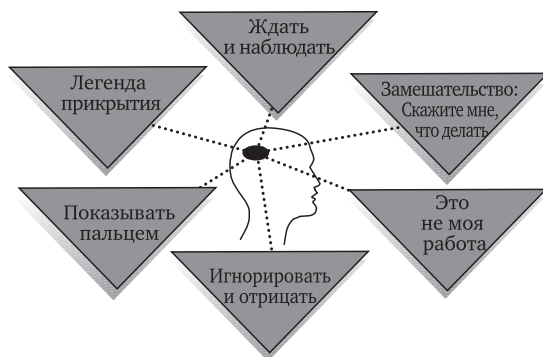 Ждать
и наблюдать
Легенда
прикрытия
Замешательство:
Скажите мне,
что делать
Показывать
пальцем
Это
не моя
работа
Игнорировать
и отрицать